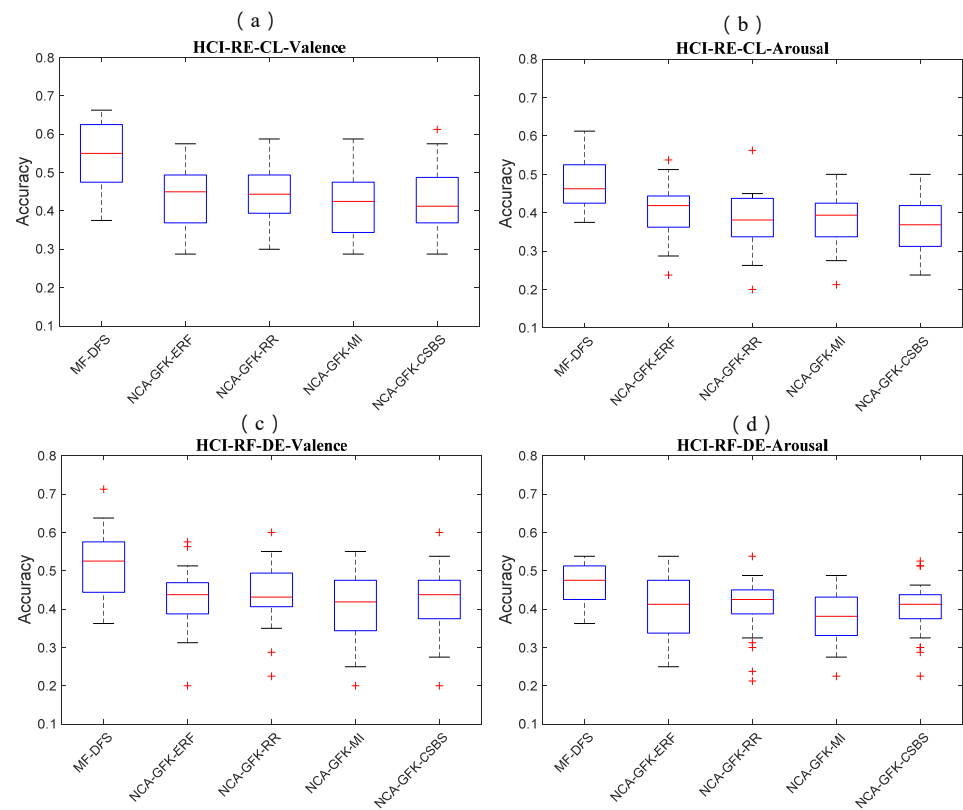 ( a )
HCI-RE-CL-Valence
0.8
0.7
0.6
0.5
0.4
0.3
0.2
0.1
Accuracy
MF-DFS
NCA-GFK-ERF
NCA-GFK-RR
NCA-GFK-MI
NCA-GFK-CSBS
( b )
HCI-RE-CL-Arousal
0.8
0.7
0.6
0.5
0.4
0.3
0.2
0.1
Accuracy
MF-DFS
NCA-GFK-ERF
NCA-GFK-RR
NCA-GFK-MI
NCA-GFK-CSBS
( c )
HCI-RF-DE-Valence
0.8
0.7
0.6
0.5
0.4
0.3
0.2
0.1
Accuracy
MF-DFS
NCA-GFK-ERF
NCA-GFK-RR
NCA-GFK-MI
NCA-GFK-CSBS
( d )
HCI-RF-DE-Arousal
0.8
0.7
0.6
0.5
0.4
0.3
0.2
0.1
Accuracy
MF-DFS
NCA-GFK-ERF
NCA-GFK-RR
NCA-GFK-MI
NCA-GFK-CSBS